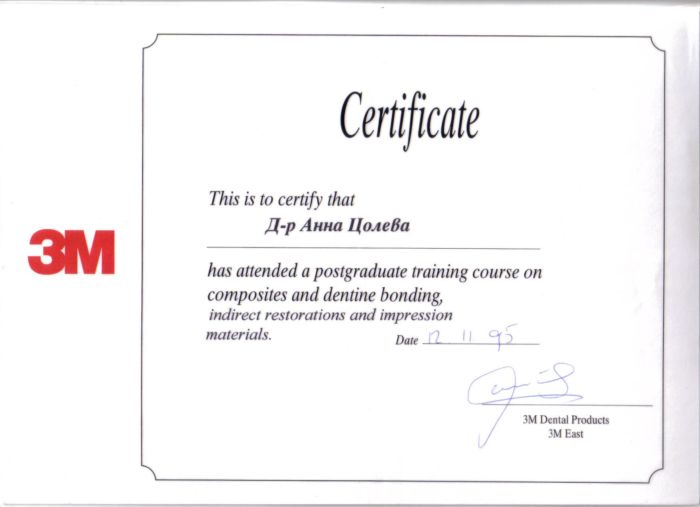 Certificate
This is to certify that
Д-р Анна Цолева
3M
has attended a postgraduate training course on
composites and dentine bonding,
indirect restorations and impression
materials.
Date 12 11 95
3M Dental Products
3M East